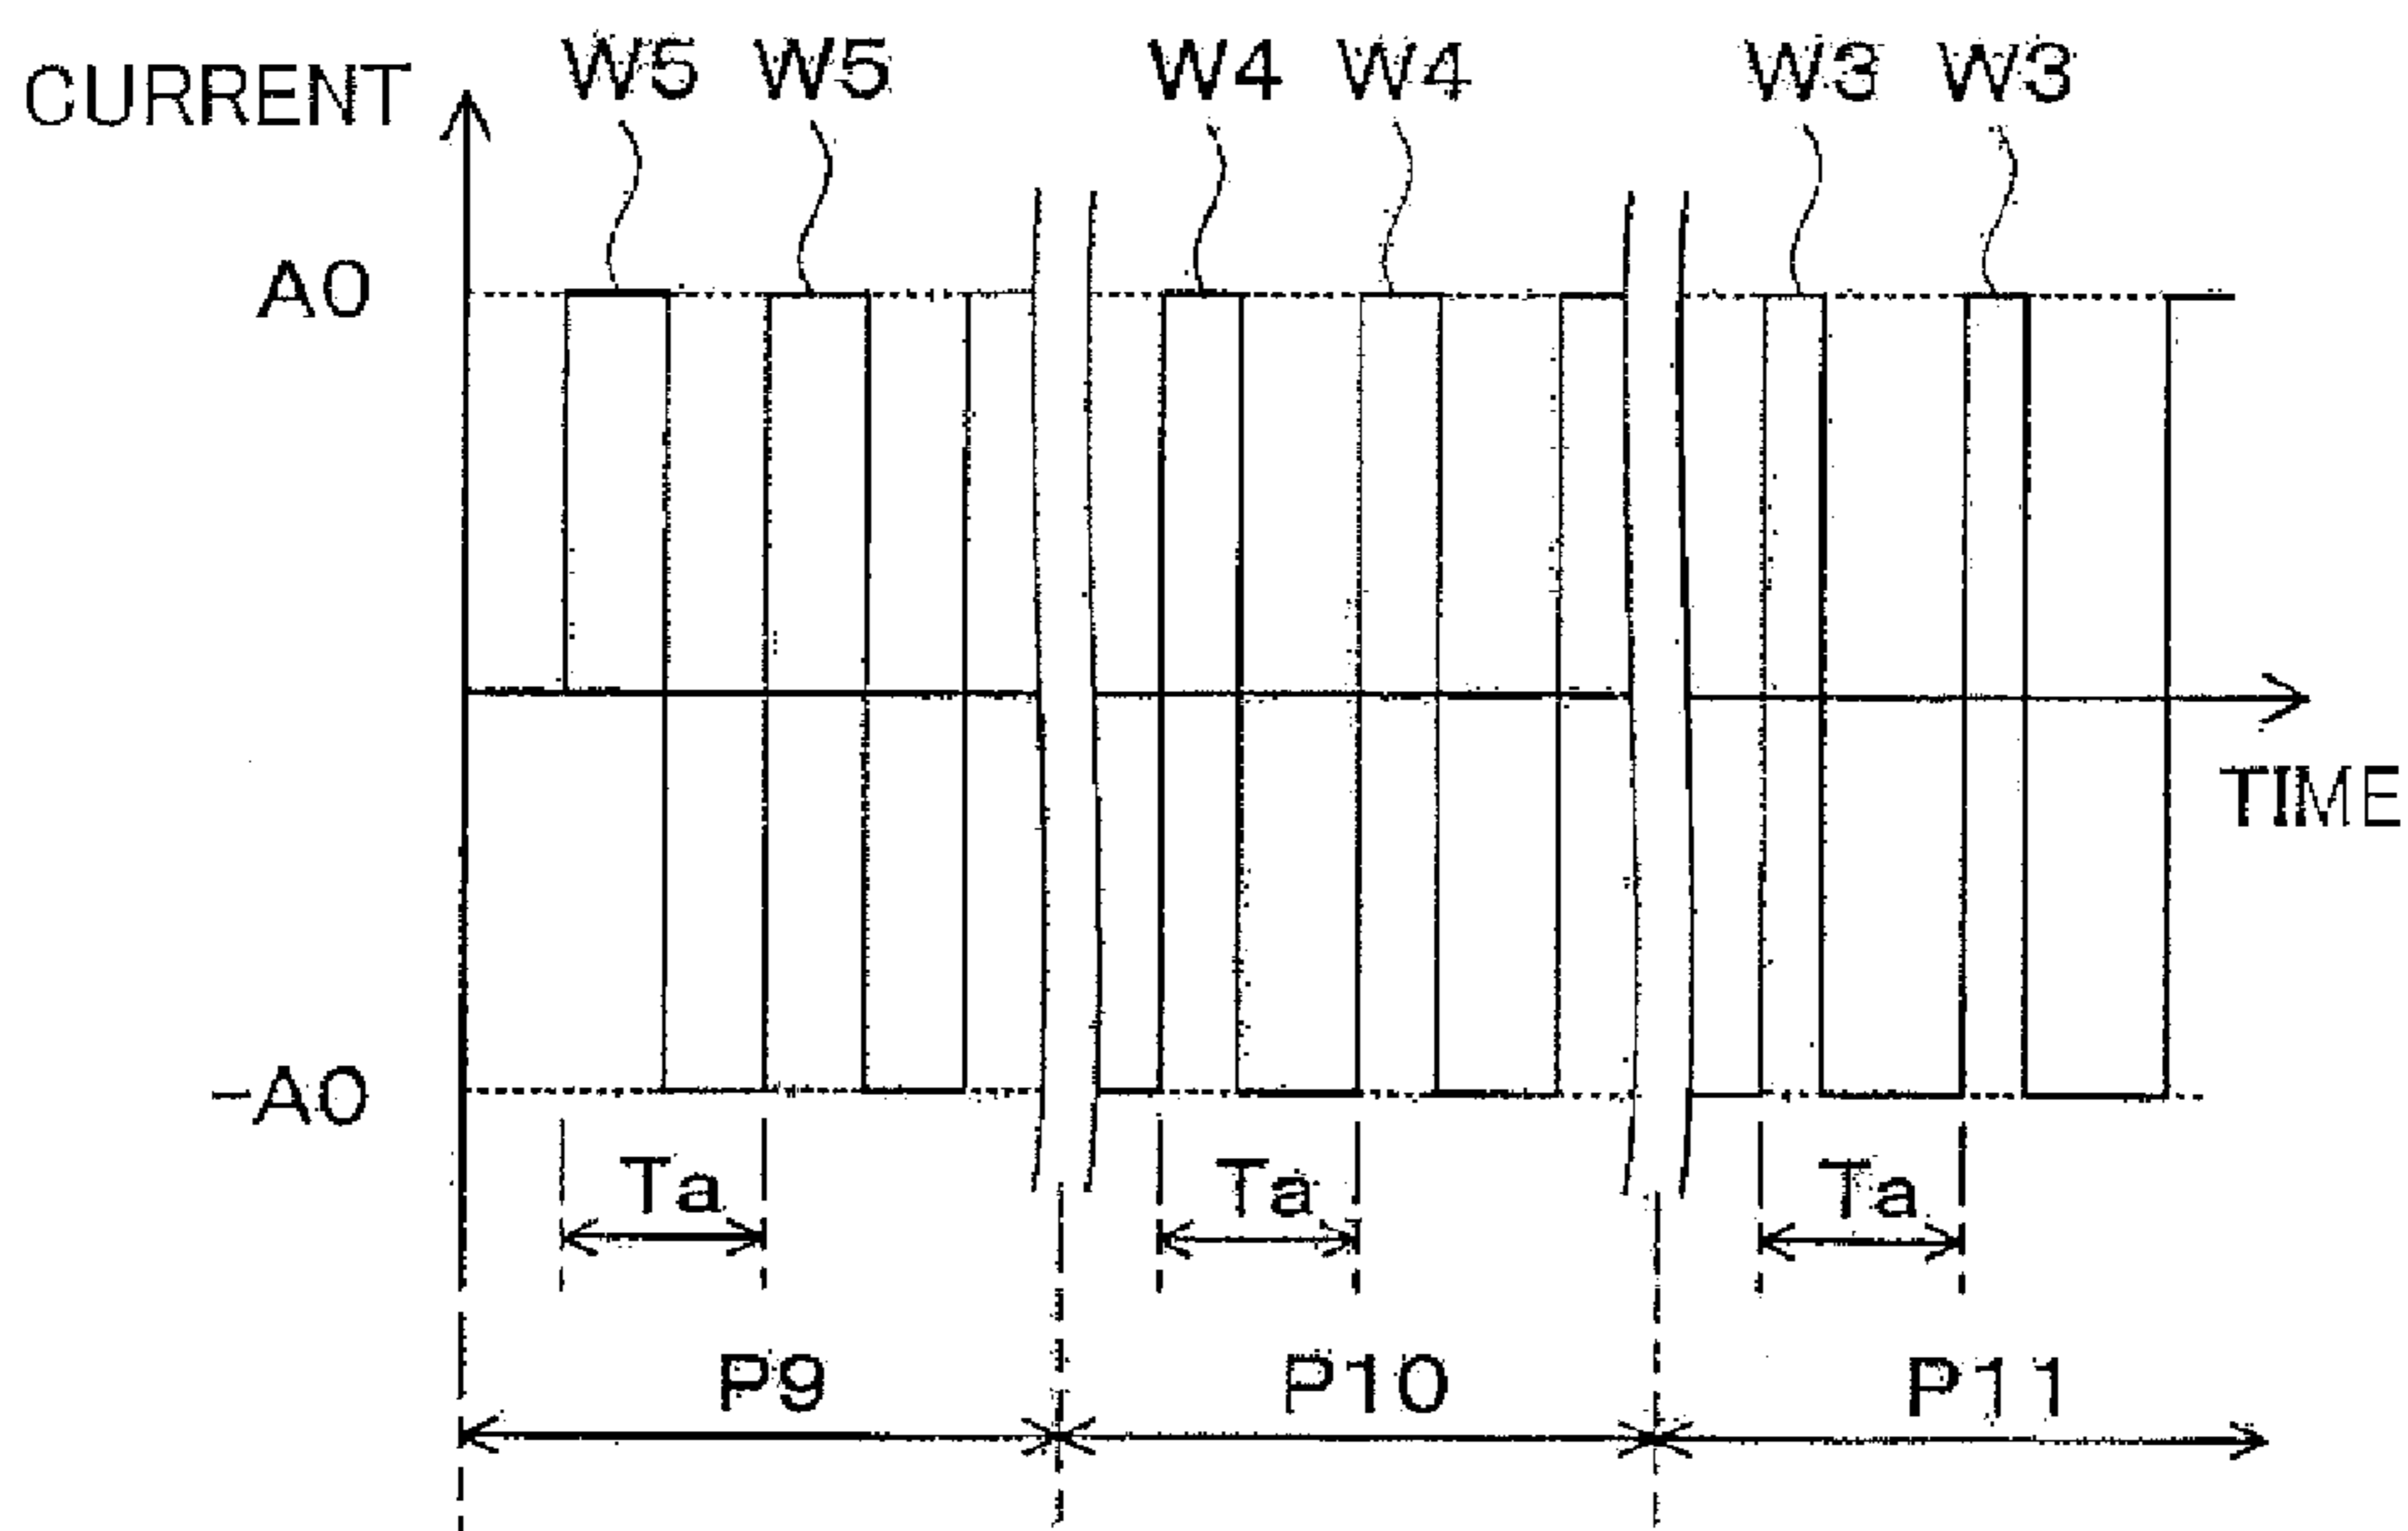 CURRENT
W5 W5 W4 W4 W3 W3
A0
TIME
-A0
Ta Ta Ta
P9 P10 P11